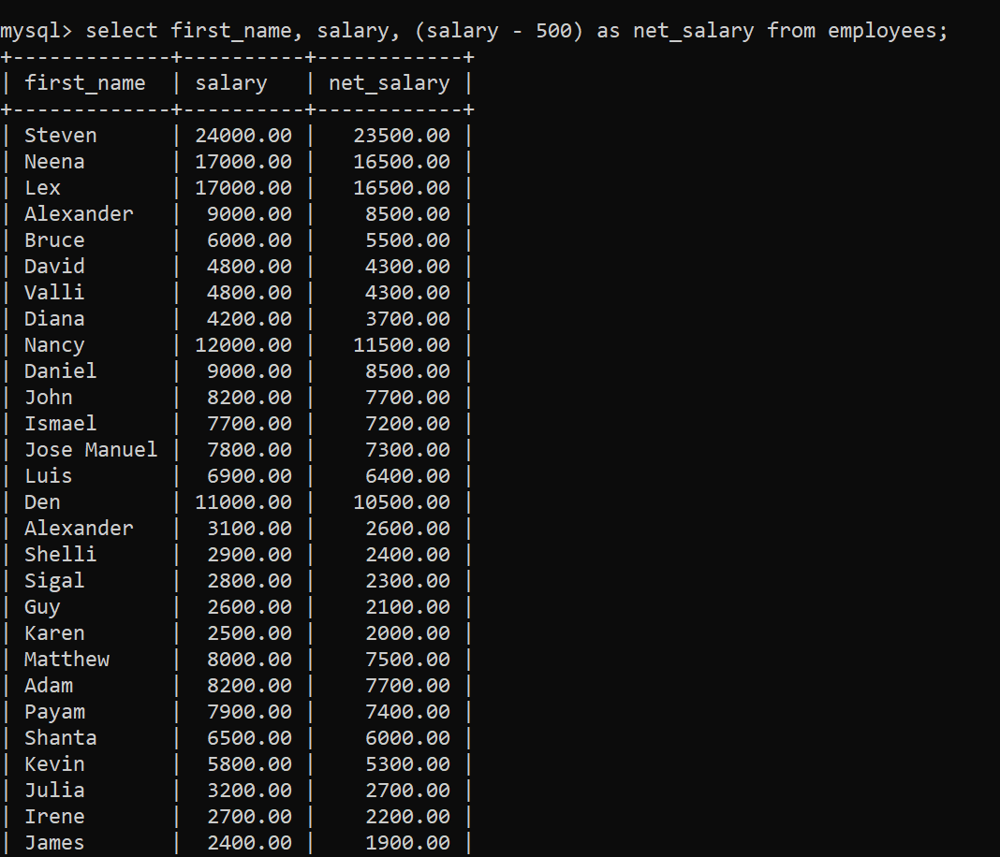 mysql> select first_name, salary, (salary - 500) as net_salary from employees;
+-------------+----------+------------+
| first_name  | salary   | net_salary |
+-------------+----------+------------+
| Steven      | 24000.00 |   23500.00 |
| Neena       | 17000.00 |   16500.00 |
| Lex         | 17000.00 |   16500.00 |
| Alexander   |  9000.00 |    8500.00 |
| Bruce       |  6000.00 |    5500.00 |
| David       |  4800.00 |    4300.00 |
| Valli       |  4800.00 |    4300.00 |
| Diana       |  4200.00 |    3700.00 |
| Nancy       | 12000.00 |   11500.00 |
| Daniel      |  9000.00 |    8500.00 |
| John        |  8200.00 |    7700.00 |
| Ismael      |  7700.00 |    7200.00 |
| Jose Manuel |  7800.00 |    7300.00 |
| Luis        |  6900.00 |    6400.00 |
| Den         | 11000.00 |   10500.00 |
| Alexander   |  3100.00 |    2600.00 |
| Shelli      |  2900.00 |    2400.00 |
| Sigal       |  2800.00 |    2300.00 |
| Guy         |  2600.00 |    2100.00 |
| Karen       |  2500.00 |    2000.00 |
| Matthew     |  8000.00 |    7500.00 |
| Adam        |  8200.00 |    7700.00 |
| Payam       |  7900.00 |    7400.00 |
| Shanta      |  6500.00 |    6000.00 |
| Kevin       |  5800.00 |    5300.00 |
| Julia       |  3200.00 |    2700.00 |
| Irene       |  2700.00 |    2200.00 |
| James       |  2400.00 |    1900.00 |